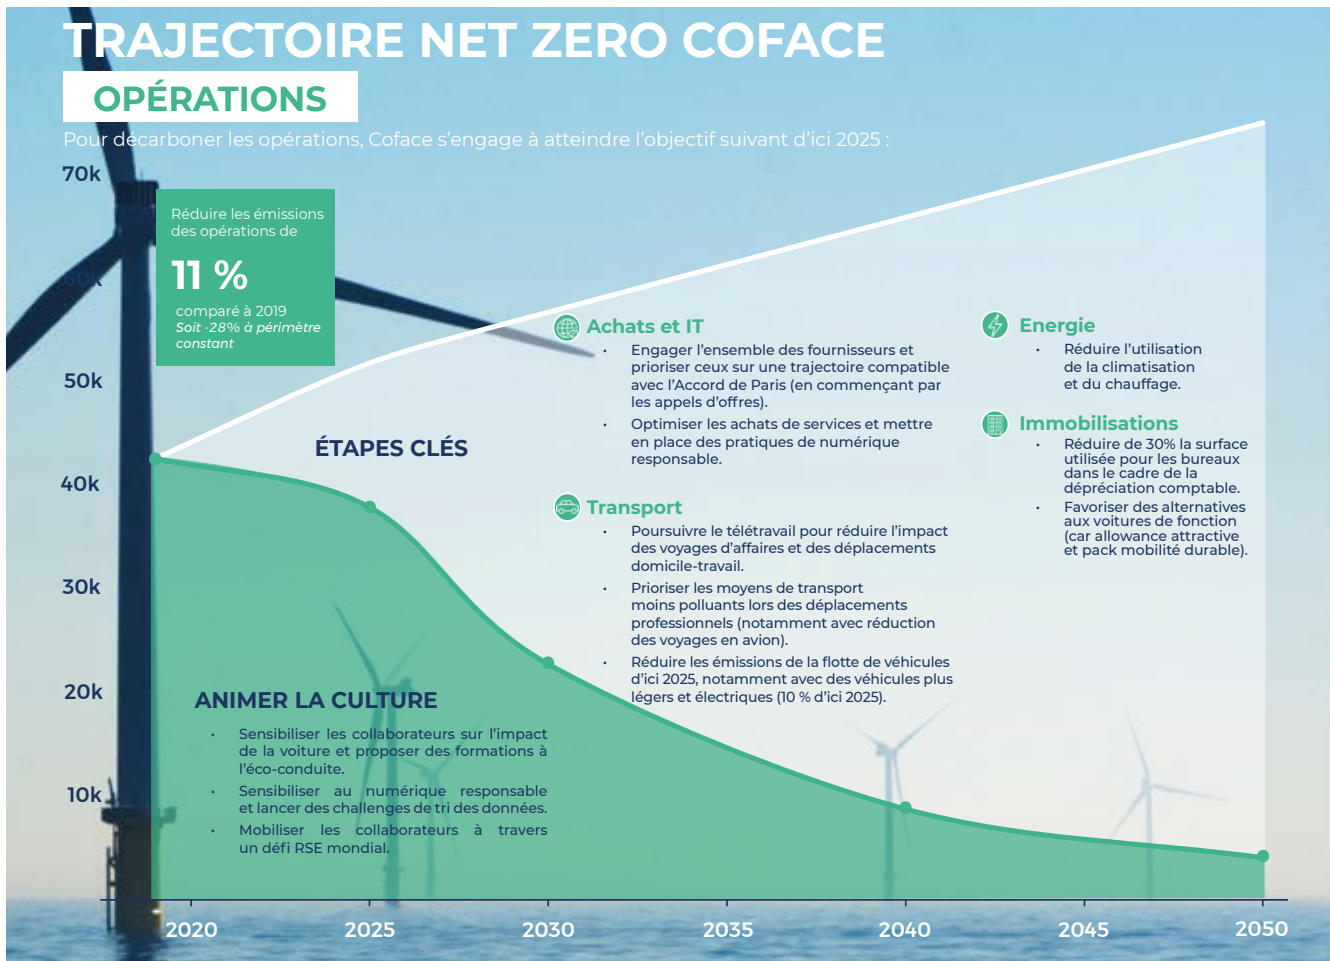 TRAJECTOIRE NET ZERO COFACE
OPÉRATIONS
Pour décarboner les opérations, Coface s'engage à atteindre l'objectif suivant d'ici 2025 :
70k
60k
50k
40k
30k
20k
10k
Réduire les émissions
des opérations de
11 %
comparé à 2019
Soit -28% à périmètre
constant
ÉTAPES CLÉS
Achats et IT
• Engager l'ensemble des fournisseurs et
prioriser ceux sur une trajectoire compatible
avec l'Accord de Paris (en commençant par
les appels d'offres).
• Optimiser les achats de services et mettre
en place des pratiques de numérique
responsable.
Transport
• Poursuivre le télétravail pour réduire l'impact
des voyages d'affaires et des déplacements
domicile-travail.
• Prioriser les moyens de transport
moins polluants lors des déplacements
professionnels (notamment avec réduction
des voyages en avion).
• Réduire les émissions de la flotte de véhicules
d'ici 2025, notamment avec des véhicules plus
légers et électriques (10 % d'ici 2025).
Energie
• Réduire l'utilisation
de la climatisation
et du chauffage.
Immobilisations
• Réduire de 30% la surface
utilisée pour les bureaux
dans le cadre de la
dépréciation comptable.
• Favoriser des alternatives
aux voitures de fonction
(car allowance attractive
et pack mobilité durable).
ANIMER LA CULTURE
• Sensibiliser les collaborateurs sur l'impact
de la voiture et proposer des formations à
l'éco-conduite.
• Sensibiliser au numérique responsable
et lancer des challenges de tri des données.
• Mobiliser les collaborateurs à travers
un défi RSE mondial.
2020
2025
2030
2035
2040
2045
2050